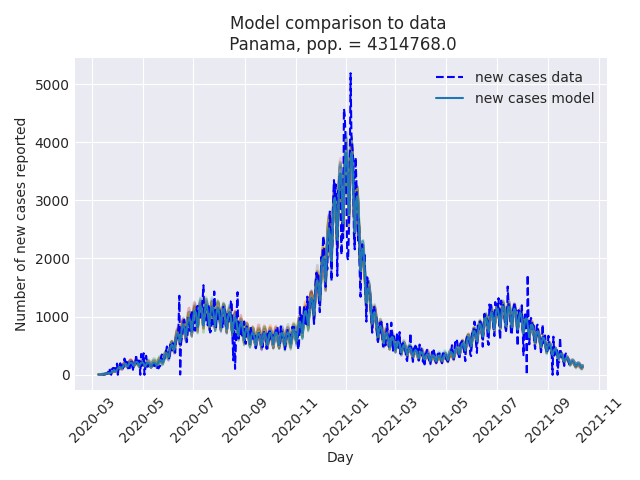 Model comparison to data
Panama, pop. = 4314768.0
new cases data
new cases model
Number of new cases reported
5000
4000
3000
2000
1000
0
2020-03
2020-05
2020-07
2020-09
2020-11
2021-01
2021-03
2021-05
2021-07
2021-09
2021-11
Day